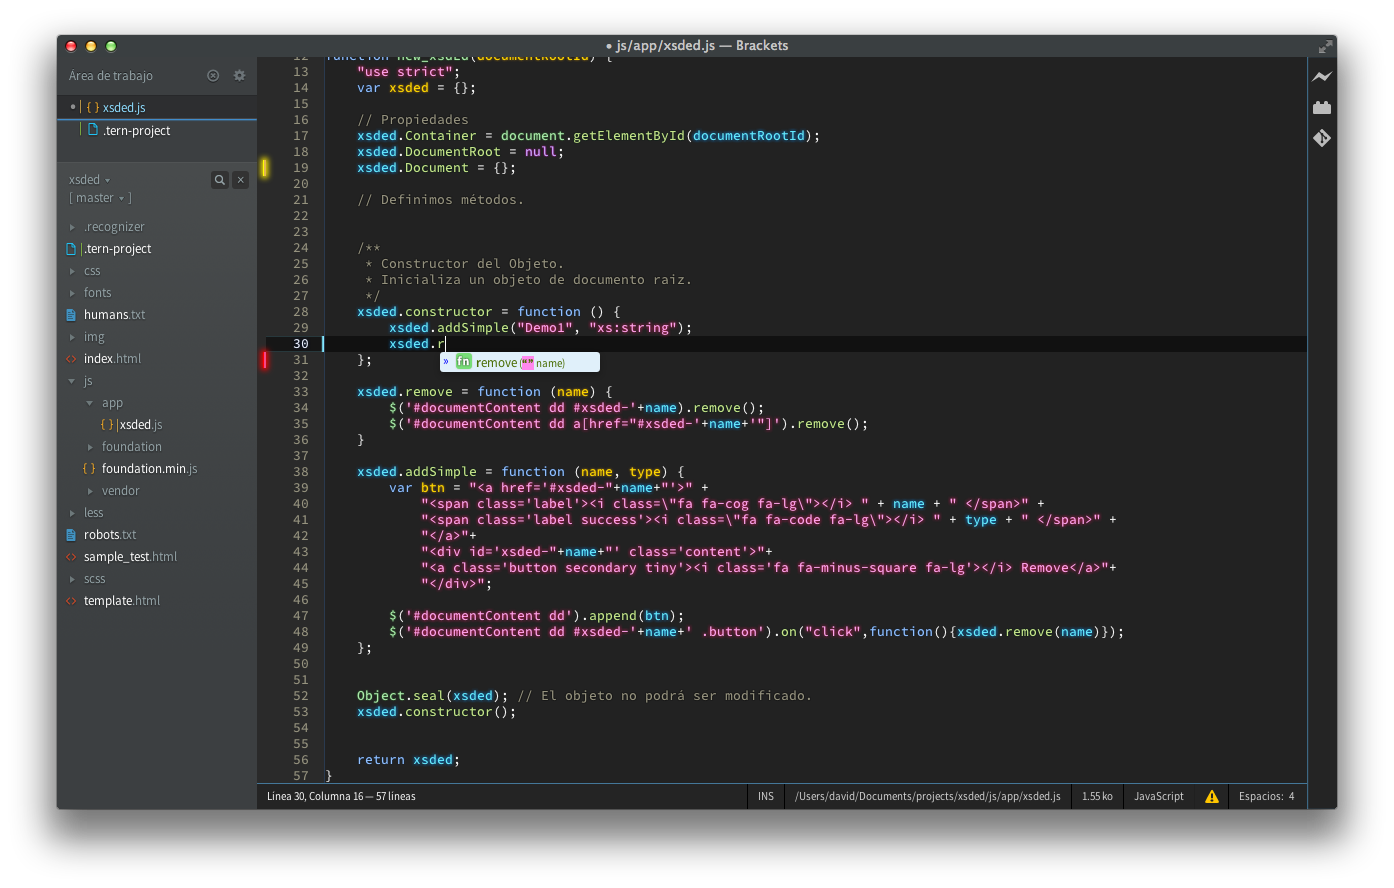 js/app/xsded.js — Brackets
Área de trabajo
xsded.js
.tern-project
xsded
[ master ]
.recognizer
.tern-project
css
fonts
humans.txt
img
index.html
js
app
xsded.js
foundation
foundation.min.js
vendor
less
robots.txt
sample_test.html
scss
template.html
12 function new_xsded(documentRootId) {
13 "use strict";
14 var xsded = {};
15
16 // Propiedades
17 xsded.Container = document.getElementById(documentRootId);
18 xsded.DocumentRoot = null;
19 xsded.Document = {};
20
21 // Definimos métodos.
22
23
24 /**
25 * Constructor del Objeto.
26 * Inicializa un objeto de documento raiz.
27 */
28 xsded.constructor = function () {
29 xsded.addSimple("Demo1", "xs:string");
30 xsded.r
» fn remove("" name)
31 };
32
33 xsded.remove = function (name) {
34 $('#documentContent dd #xsded-'+name).remove();
35 $('#documentContent dd a[href="#xsded-'+name+'"]').remove();
36 }
37
38 xsded.addSimple = function (name, type) {
39 var btn = "<a href='#xsded-"+name+"'>" +
40 "<span class='label'><i class=\"fa fa-cog fa-lg\"></i> " + name + " </span>" +
41 "<span class='label success'><i class=\"fa fa-code fa-lg\"></i> " + type + " </span>" +
42 "</a>"+
43 "<div id='xsded-"+name+"' class='content'>"+
44 "<a class='button secondary tiny'><i class='fa fa-minus-square fa-lg'></i> Remove</a>"+
45 "</div>";
46
47 $('#documentContent dd').append(btn);
48 $('#documentContent dd #xsded-'+name+' .button').on("click",function(){xsded.remove(name)});
49 };
50
51
52 Object.seal(xsded); // El objeto no podrá ser modificado.
53 xsded.constructor();
54
55
56 return xsded;
57 }
Línea 30, Columna 16 — 57 líneas
INS
/Users/david/Documents/projects/xsded/js/app/xsded.js
1.55 ko
JavaScript
Espacios: 4